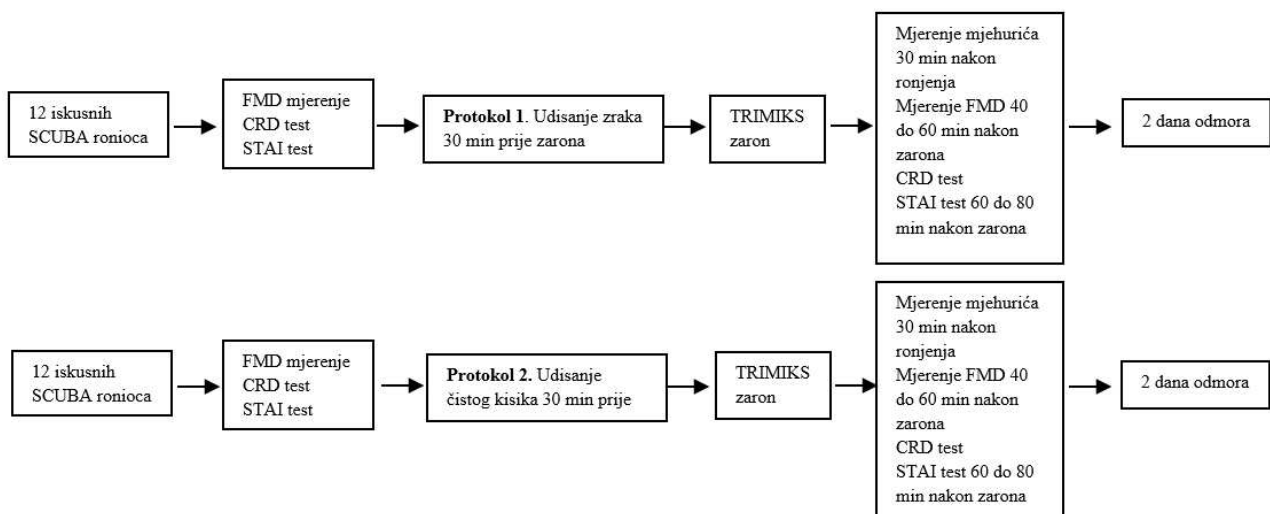 12 iskusnih
SCUBA ronioca
FMD mjerenje
CRD test
STAI test
Protokol 1. Udisanje zraka
30 min prije zarona
TRIMIKS
zaron
Mjerenje mjehurića
30 min nakon
ronjenja
Mjerenje FMD 40
do 60 min nakon
zarona
CRD test
STAI test 60 do 80
min nakon zarona
2 dana odmora
12 iskusnih
SCUBA ronioca
FMD mjerenje
CRD test
STAI test
Protokol 2. Udisanje
čistog kisika 30 min prije
TRIMIKS
zaron
Mjerenje mjehurića
30 min nakon
ronjenja
Mjerenje FMD 40
do 60 min nakon
zarona
CRD test
STAI test 60 do 80
min nakon zarona
2 dana odmora